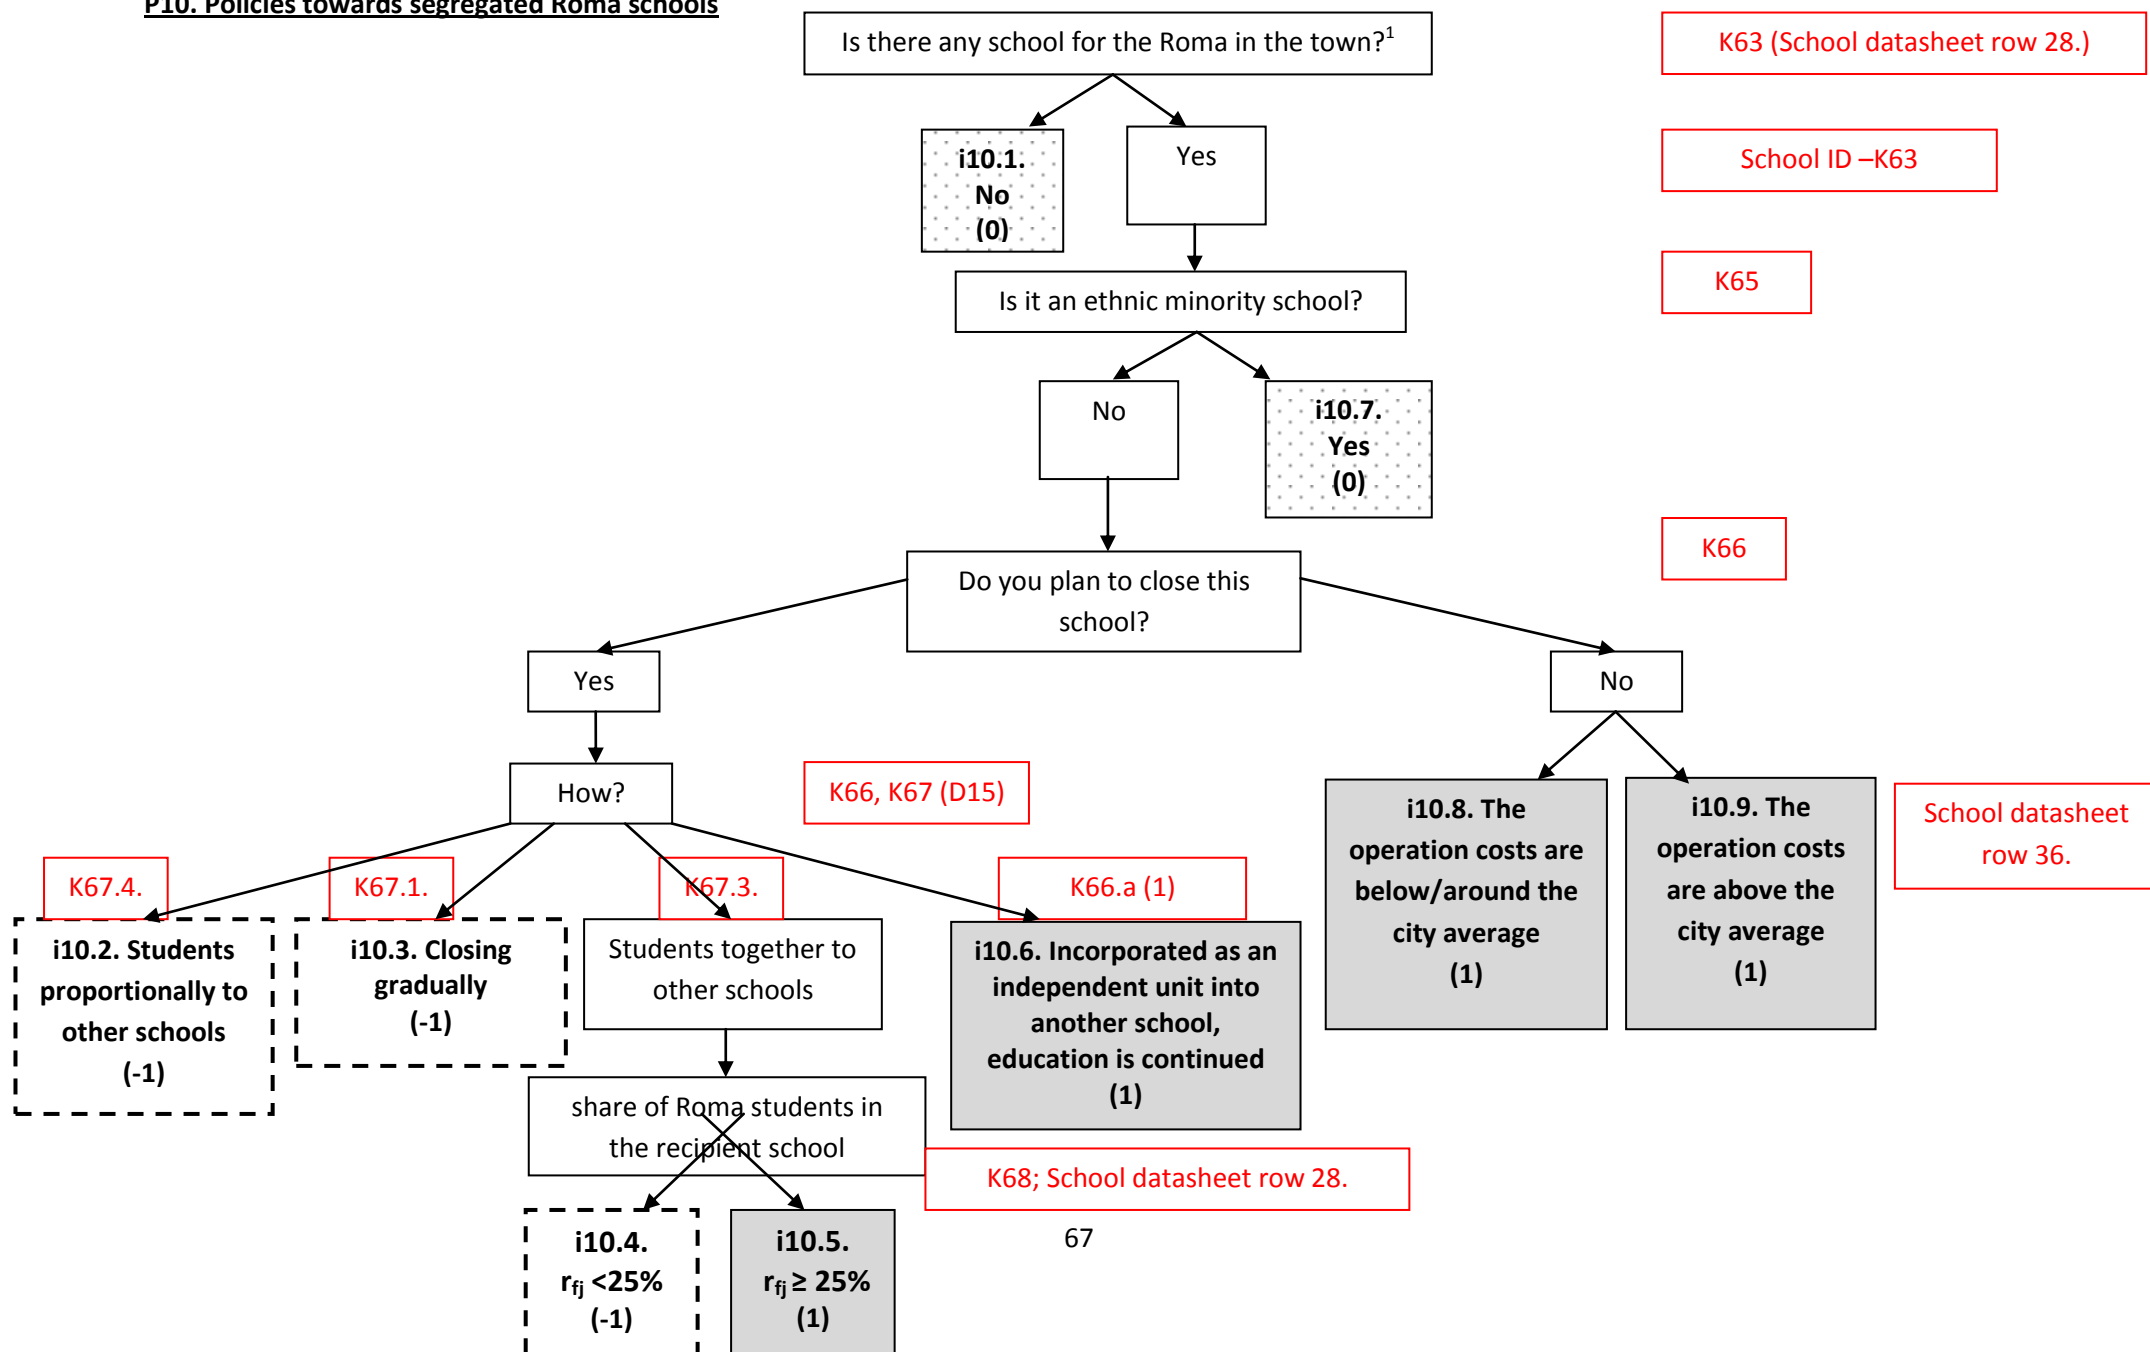 P10. Policies towards segregated Roma schools
Is there any school for the Roma in the town?1
K63 (School datasheet row 28.)
i10.1.
No
(0)
Yes
School ID –K63
Is it an ethnic minority school?
K65
No
i10.7.
Yes
(0)
K66
Do you plan to close this
school?
Yes
No
How?
K66, K67 (D15)
i10.8. The
operation costs are
below/around the
city average
(1)
i10.9. The
operation costs
are above the
city average
(1)
School datasheet
row 36.
K67.4.
K67.1.
K67.3.
K66.a (1)
i10.2. Students
proportionally to
other schools
(-1)
i10.3. Closing
gradually
(-1)
Students together to
other schools
i10.6. Incorporated as an
independent unit into
another school,
education is continued
(1)
share of Roma students in
the recipient school
K68; School datasheet row 28.
i10.4.
rfj <25%
(-1)
i10.5.
rfj ≥ 25%
(1)
67